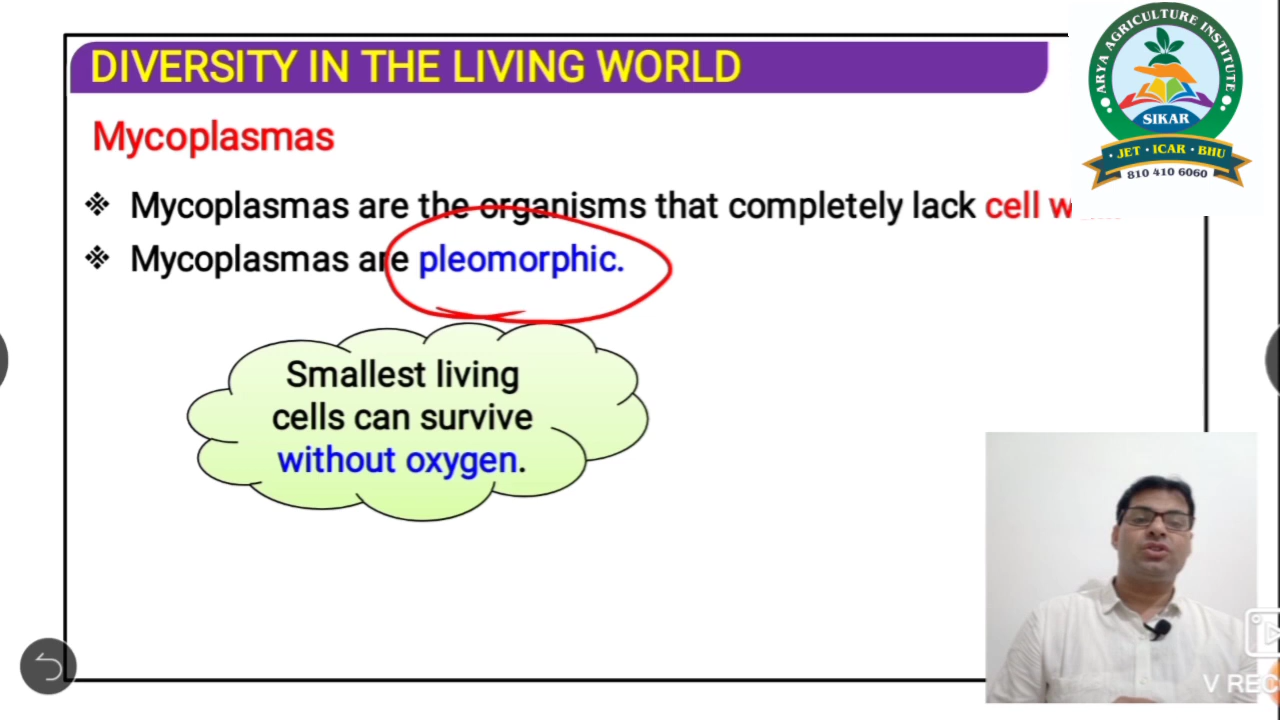 DIVERSITY IN THE LIVING WORLD
Mycoplasmas
❖ Mycoplasmas are the organisms that completely lack cell
❖ Mycoplasmas are pleomorphic.
Smallest living
cells can survive
without oxygen.
ARYA AGRICULTURE INSTITUTE
SIKAR
• JET • ICAR • BHU •
810 410 6060
V REC